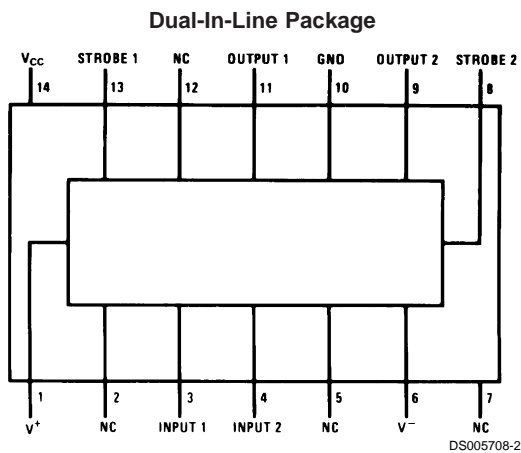 Dual-In-Line Package
VCC STROBE 1 NC OUTPUT 1 GND OUTPUT 2 STROBE 2
14 13 12 11 10 9 8
1 2 3 4 5 6 7
V+ NC INPUT 1 INPUT 2 NC V− NC
DS005708-2